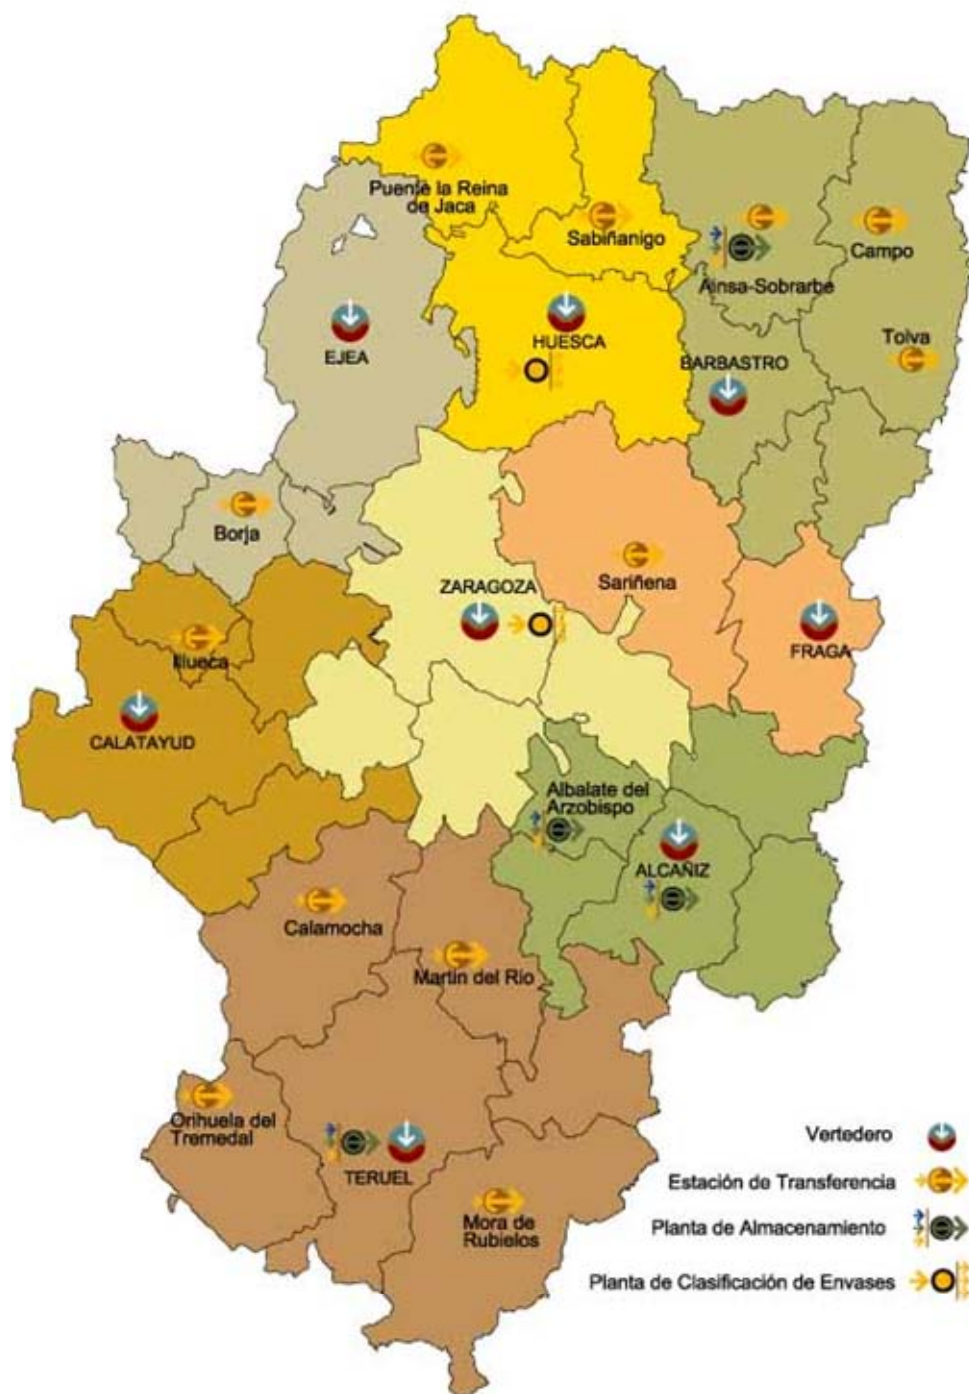 Puente la Reina
de Jaca
Sabiñanigo
Campo
Ainsa-Sobrarbe
HUESCA
EJEA
Tolva
BARBASTRO
Borja
Sariñena
ZARAGOZA
Illueca
FRAGA
CALATAYUD
Albalate del
Arzobispo
ALCAÑIZ
Calamocha
Martín del Río
Orihuela del
Tremedal
TERUEL
Mora de
Rubielos
Vertedero
Estación de Transferencia
Planta de Almacenamiento
Planta de Clasificación de Envases